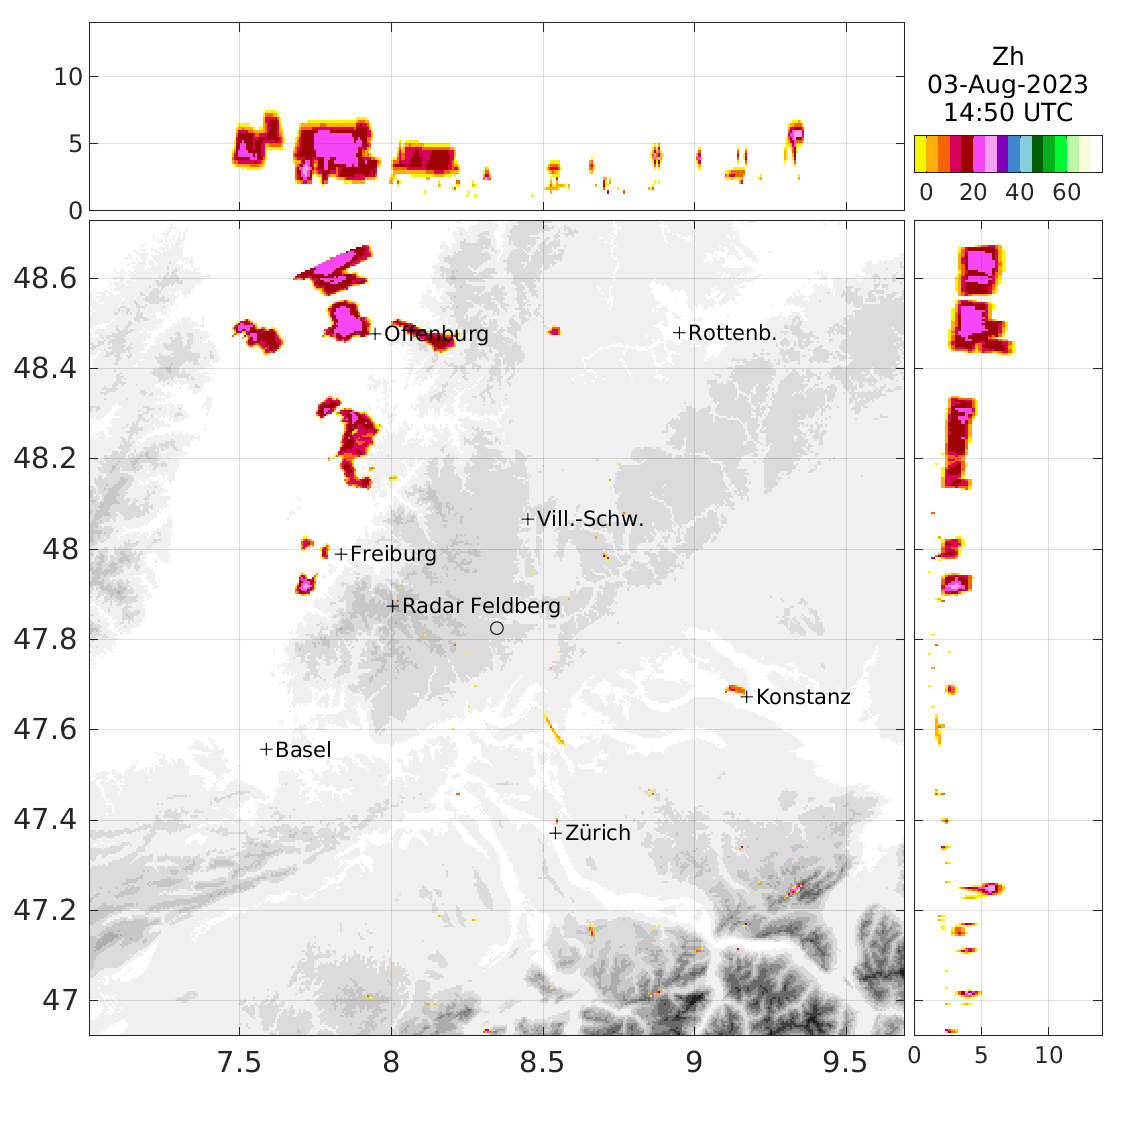 Zh
03-Aug-2023
14:50 UTC
0 20 40 60
10
5
0
48.6
48.4
48.2
48
47.8
47.6
47.4
47.2
47
Offenburg
Rottenb.
Vill.-Schw.
Freiburg
Radar Feldberg
Konstanz
Basel
Zürich
7.5 8 8.5 9 9.5
0 5 10